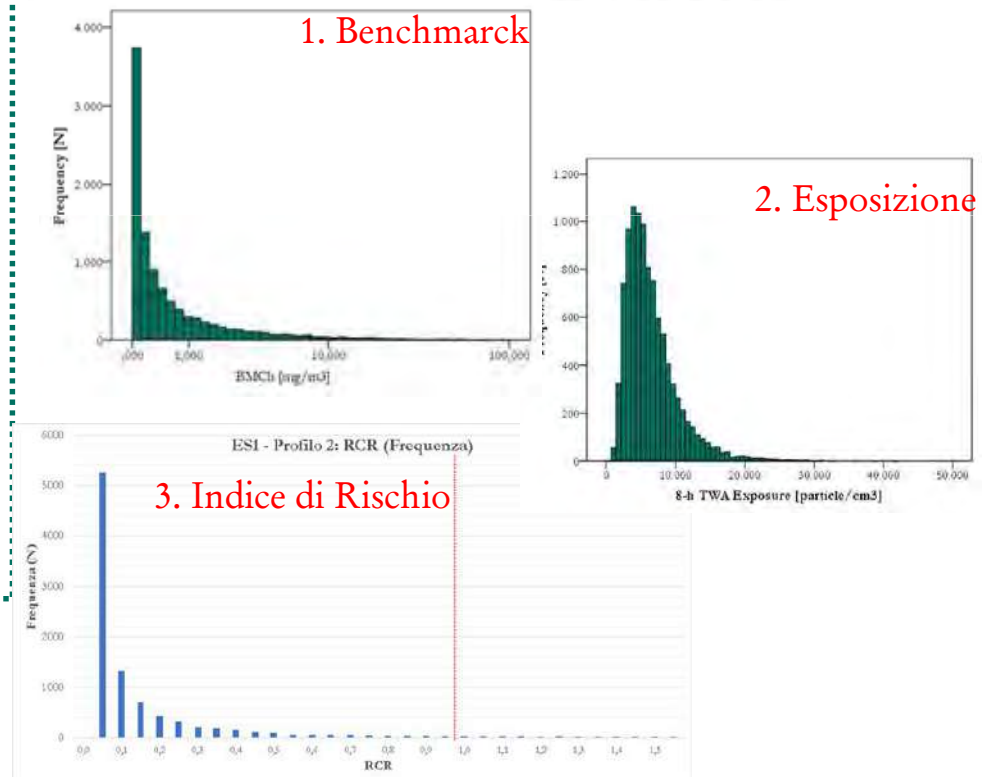 1. Benchmarck
4.000
3.000
2.000
1.000
0
Frequency [N]
,000
1,000
10,000
100,000
BMCh [mg/m3]
2. Esposizione
1.200
1.000
800
600
400
200
0
0
10.000
20.000
30.000
40.000
50.000
8-h TWA Exposure [particle/cm3]
ES1 - Profilo 2: RCR (Frequenza)
3. Indice di Rischio
6000
5000
4000
3000
2000
1000
0
Frequenza (N)
0,0 0,1 0,2 0,3 0,4 0,5 0,6 0,7 0,8 0,9 1,0 1,1 1,2 1,3 1,4 1,5
RCR